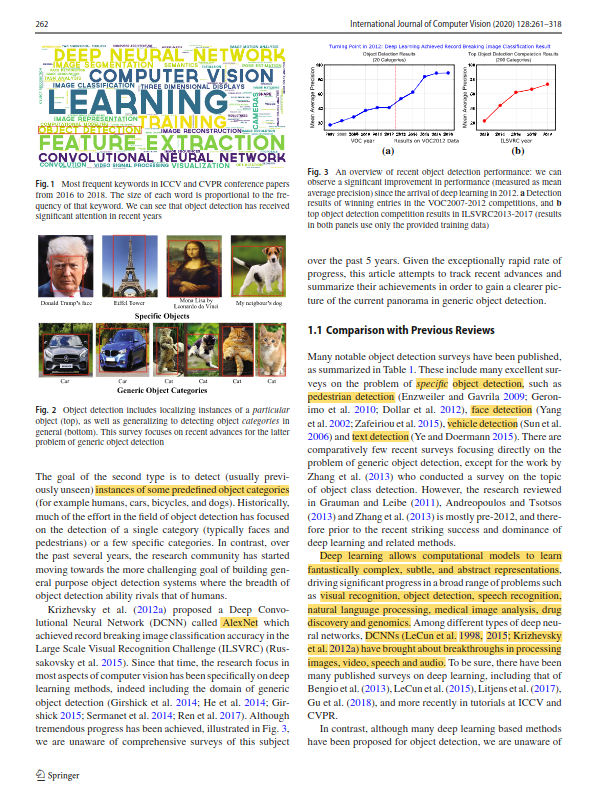 262
International Journal of Computer Vision (2020) 128:261–318
DEEP NEURAL NETWORK
IMAGE SEGMENTATION
COMPUTER VISION
IMAGE CLASSIFICATION
THREE DIMENSIONAL DISPLAYS
LEARNING
CAMERAS
IMAGE REPRESENTATION
TRAINING
OBJECT DETECTION
IMAGE RECONSTRUCTION
FEATURE EXTRACTION
CONVOLUTIONAL NEURAL NETWORK
CONVOLUTION VIDEO SIGNAL PROCESSING VISUALIZATION
Fig. 1 Most frequent keywords in ICCV and CVPR conference papers
from 2016 to 2018. The size of each word is proportional to the fre-
quency of that keyword. We can see that object detection has received
significant attention in recent years
Donald Trump's face
Eiffel Tower
Mona Lisa by
Leonardo da Vinci
My neigbour's dog
Specific Objects
Car
Car
Cat
Cat
Cat
Cat
Generic Object Categories
Fig. 2 Object detection includes localizing instances of a particular
object (top), as well as generalizing to detecting object categories in
general (bottom). This survey focuses on recent advances for the latter
problem of generic object detection
The goal of the second type is to detect (usually previ-
ously unseen) instances of some predefined object categories
(for example humans, cars, bicycles, and dogs). Historically,
much of the effort in the field of object detection has focused
on the detection of a single category (typically faces and
pedestrians) or a few specific categories. In contrast, over
the past several years, the research community has started
moving towards the more challenging goal of building gen-
eral purpose object detection systems where the breadth of
object detection ability rivals that of humans.
Krizhevsky et al. (2012a) proposed a Deep Convo-
lutional Neural Network (DCNN) called AlexNet which
achieved record breaking image classification accuracy in the
Large Scale Visual Recognition Challenge (ILSVRC) (Rus-
sakovsky et al. 2015). Since that time, the research focus in
most aspects of computer vision has been specifically on deep
learning methods, indeed including the domain of generic
object detection (Girshick et al. 2014; He et al. 2014; Gir-
shick 2015; Sermanet et al. 2014; Ren et al. 2017). Although
tremendous progress has been achieved, illustrated in Fig. 3,
we are unaware of comprehensive surveys of this subject
Turning Point in 2012: Deep Learning Achieved Record Breaking Image Classification Result
Object Detection Results
(20 Categories)
Top Object Detection Competition Results
(200 Categories)
Mean Average Precision
Mean Average Precision
VOC year
Results on VOC2012 Data
ILSVRC year
(a)
(b)
Fig. 3 An overview of recent object detection performance: we can
observe a significant improvement in performance (measured as mean
average precision) since the arrival of deep learning in 2012. a Detection
results of winning entries in the VOC2007-2012 competitions, and b
top object detection competition results in ILSVRC2013-2017 (results
in both panels use only the provided training data)
over the past 5 years. Given the exceptionally rapid rate of
progress, this article attempts to track recent advances and
summarize their achievements in order to gain a clearer pic-
ture of the current panorama in generic object detection.
1.1 Comparison with Previous Reviews
Many notable object detection surveys have been published,
as summarized in Table 1. These include many excellent sur-
veys on the problem of specific object detection, such as
pedestrian detection (Enzweiler and Gavrila 2009; Geron-
imo et al. 2010; Dollar et al. 2012), face detection (Yang
et al. 2002; Zafeiriou et al. 2015), vehicle detection (Sun et al.
2006) and text detection (Ye and Doermann 2015). There are
comparatively few recent surveys focusing directly on the
problem of generic object detection, except for the work by
Zhang et al. (2013) who conducted a survey on the topic
of object class detection. However, the research reviewed
in Grauman and Leibe (2011), Andreopoulos and Tsotsos
(2013) and Zhang et al. (2013) is mostly pre-2012, and there-
fore prior to the recent striking success and dominance of
deep learning and related methods.
Deep learning allows computational models to learn
fantastically complex, subtle, and abstract representations,
driving significant progress in a broad range of problems such
as visual recognition, object detection, speech recognition,
natural language processing, medical image analysis, drug
discovery and genomics. Among different types of deep neu-
ral networks, DCNNs (LeCun et al. 1998, 2015; Krizhevsky
et al. 2012a) have brought about breakthroughs in processing
images, video, speech and audio. To be sure, there have been
many published surveys on deep learning, including that of
Bengio et al. (2013), LeCun et al. (2015), Litjens et al. (2017),
Gu et al. (2018), and more recently in tutorials at ICCV and
CVPR.
In contrast, although many deep learning based methods
have been proposed for object detection, we are unaware of
Springer